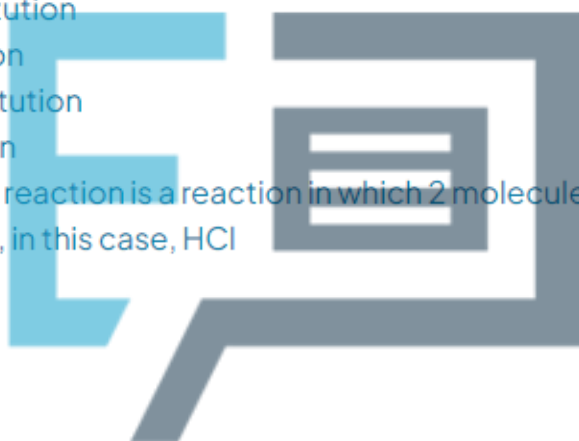 tution
on
tution
n
reaction is a reaction in which 2 molecule
, in this case, HCl